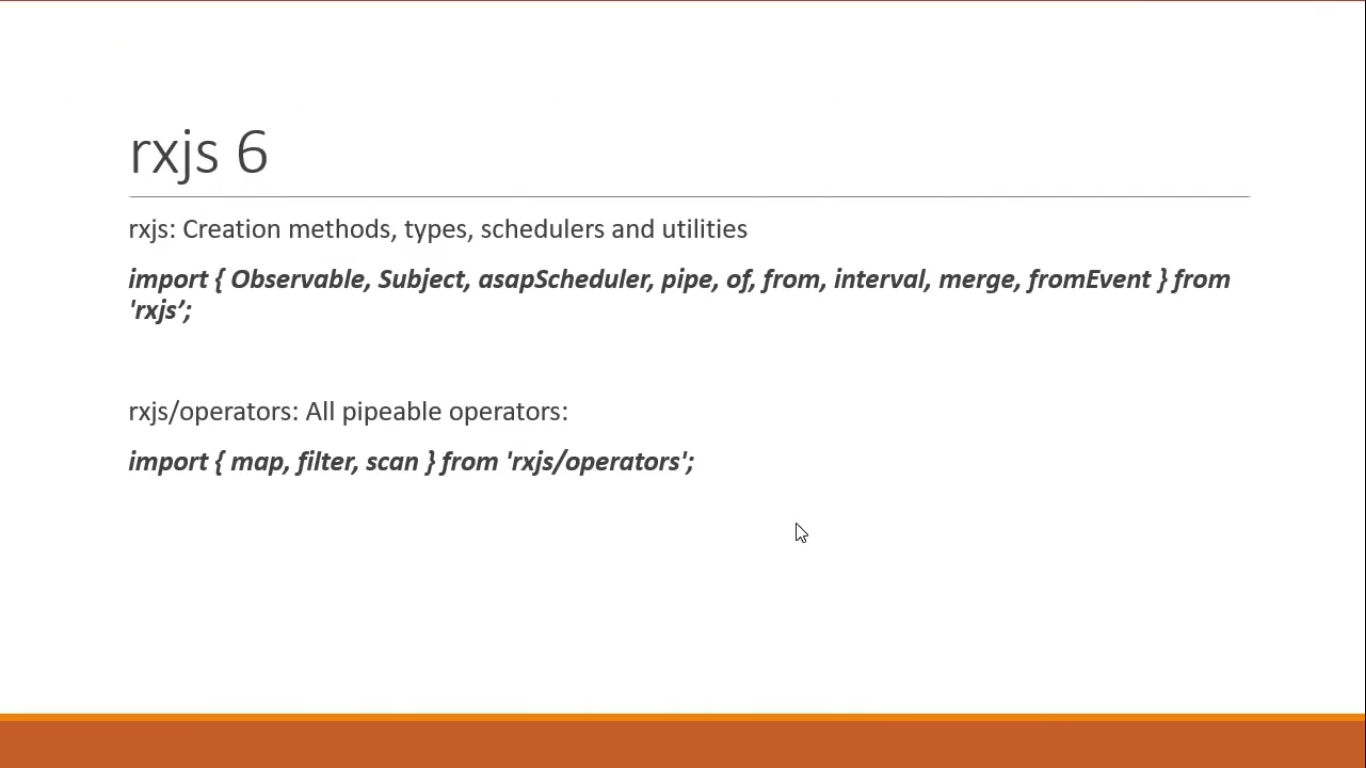 rxjs 6
rxjs: Creation methods, types, schedulers and utilities
import { Observable, Subject, asapScheduler, pipe, of, from, interval, merge, fromEvent } from
'rxjs’;
rxjs/operators: All pipeable operators:
import { map, filter, scan } from 'rxjs/operators';